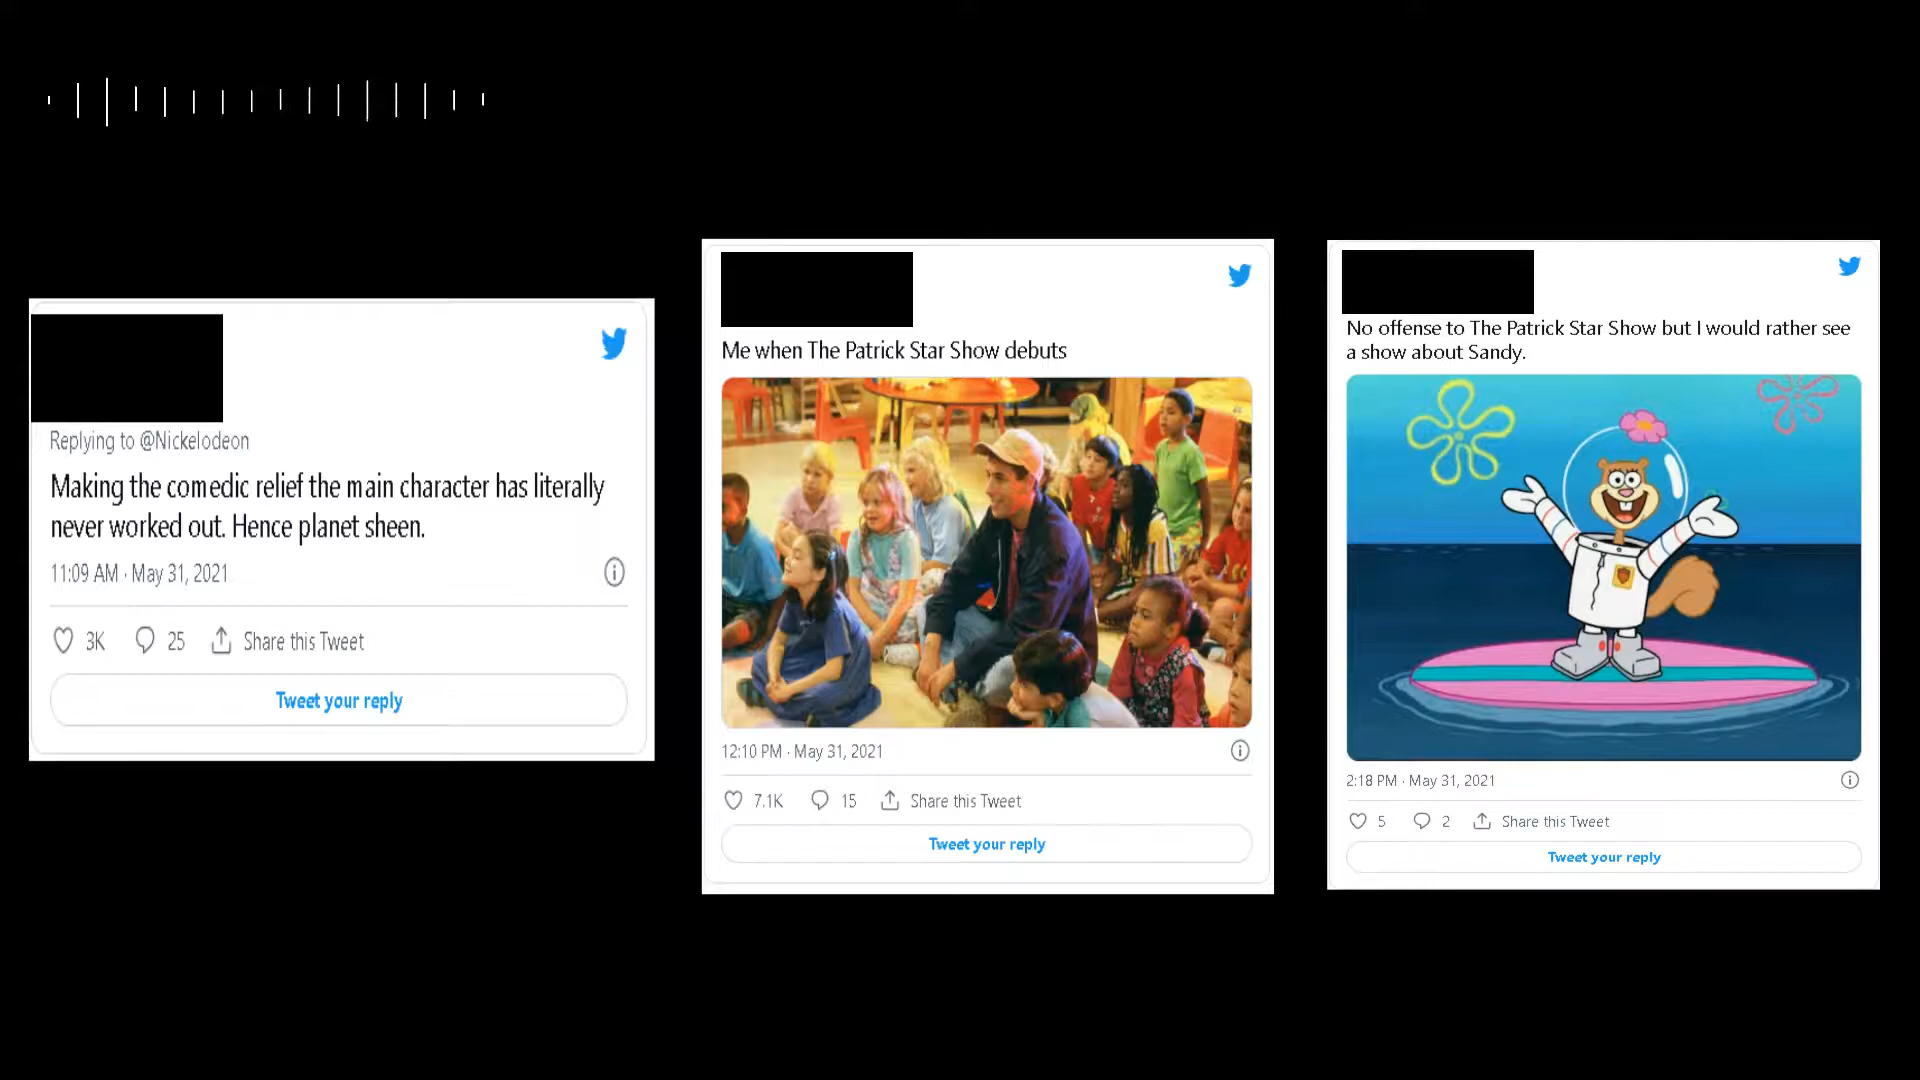 Replying to @Nickelodeon
Making the comedic relief the main character has literally
never worked out. Hence planet sheen.
11:09 AM · May 31, 2021
3K 25 Share this Tweet
Tweet your reply
Me when The Patrick Star Show debuts
12:10 PM · May 31, 2021
7.1K 15 Share this Tweet
Tweet your reply
No offense to The Patrick Star Show but I would rather see
a show about Sandy.
2:18 PM · May 31, 2021
5 2 Share this Tweet
Tweet your reply